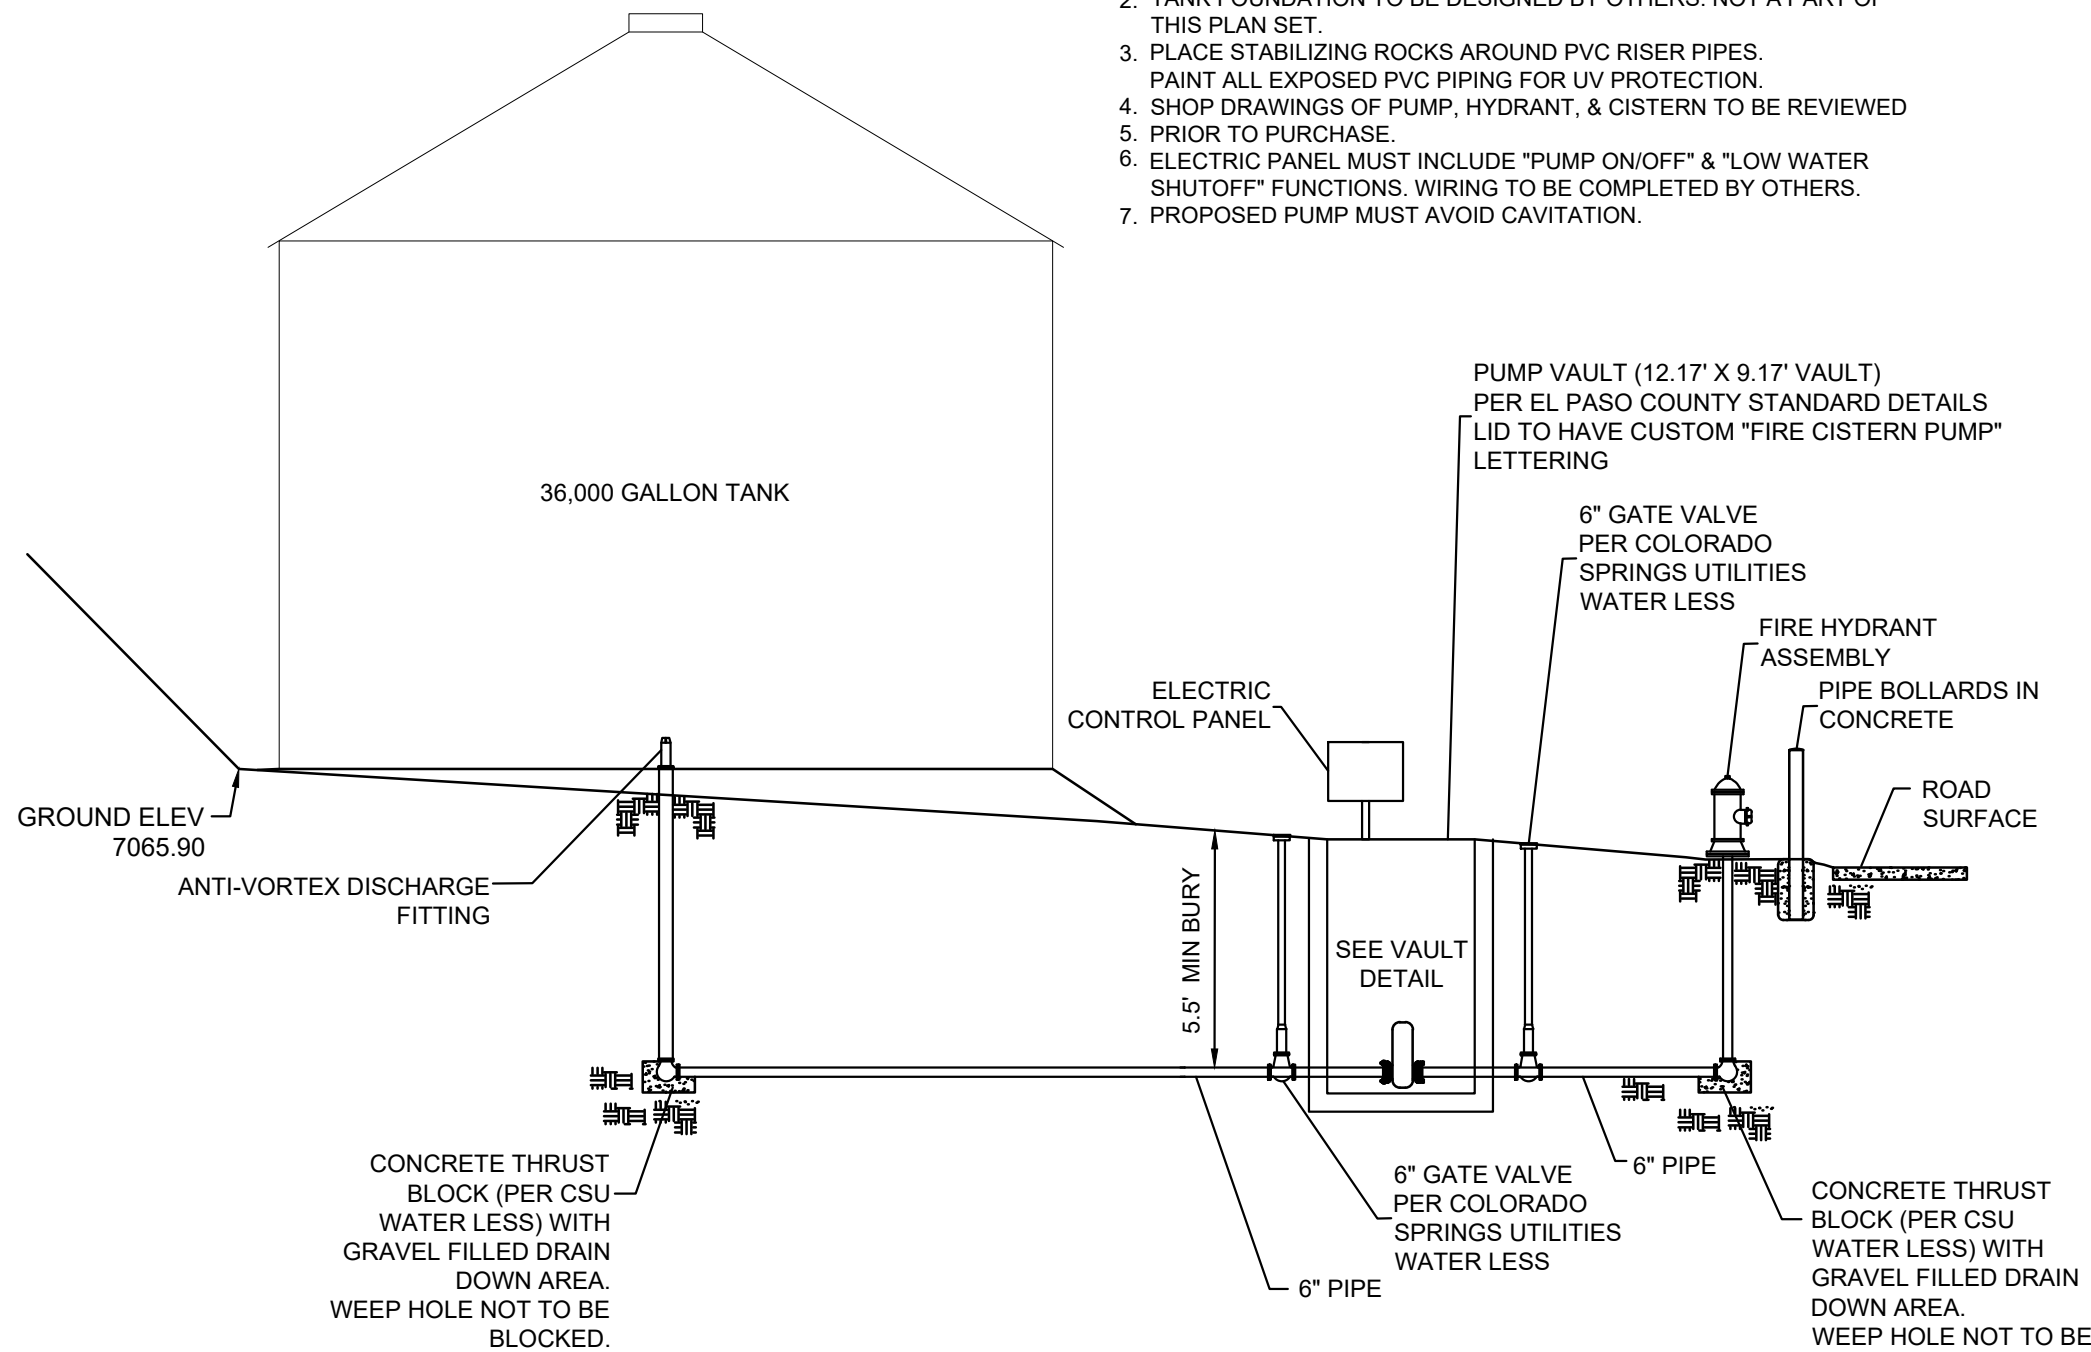 2. TANK FOUNDATION TO BE DESIGNED BY OTHERS. NOT A PART OF
THIS PLAN SET.
3. PLACE STABILIZING ROCKS AROUND PVC RISER PIPES.
PAINT ALL EXPOSED PVC PIPING FOR UV PROTECTION.
4. SHOP DRAWINGS OF PUMP, HYDRANT, & CISTERN TO BE REVIEWED
5. PRIOR TO PURCHASE.
6. ELECTRIC PANEL MUST INCLUDE "PUMP ON/OFF" & "LOW WATER
SHUTOFF" FUNCTIONS. WIRING TO BE COMPLETED BY OTHERS.
7. PROPOSED PUMP MUST AVOID CAVITATION.
PUMP VAULT (12.17' X 9.17' VAULT)
PER EL PASO COUNTY STANDARD DETAILS
LID TO HAVE CUSTOM "FIRE CISTERN PUMP"
LETTERING
36,000 GALLON TANK
6" GATE VALVE
PER COLORADO
SPRINGS UTILITIES
WATER LESS
FIRE HYDRANT
ASSEMBLY
ELECTRIC
CONTROL PANEL
PIPE BOLLARDS IN
CONCRETE
ROAD
SURFACE
GROUND ELEV
7065.90
ANTI-VORTEX DISCHARGE
FITTING
5.5' MIN BURY
SEE VAULT
DETAIL
CONCRETE THRUST
BLOCK (PER CSU
WATER LESS) WITH
GRAVEL FILLED DRAIN
DOWN AREA.
WEEP HOLE NOT TO BE
BLOCKED.
6" PIPE
6" GATE VALVE
PER COLORADO
SPRINGS UTILITIES
WATER LESS
6" PIPE
CONCRETE THRUST
BLOCK (PER CSU
WATER LESS) WITH
GRAVEL FILLED DRAIN
DOWN AREA.
WEEP HOLE NOT TO BE